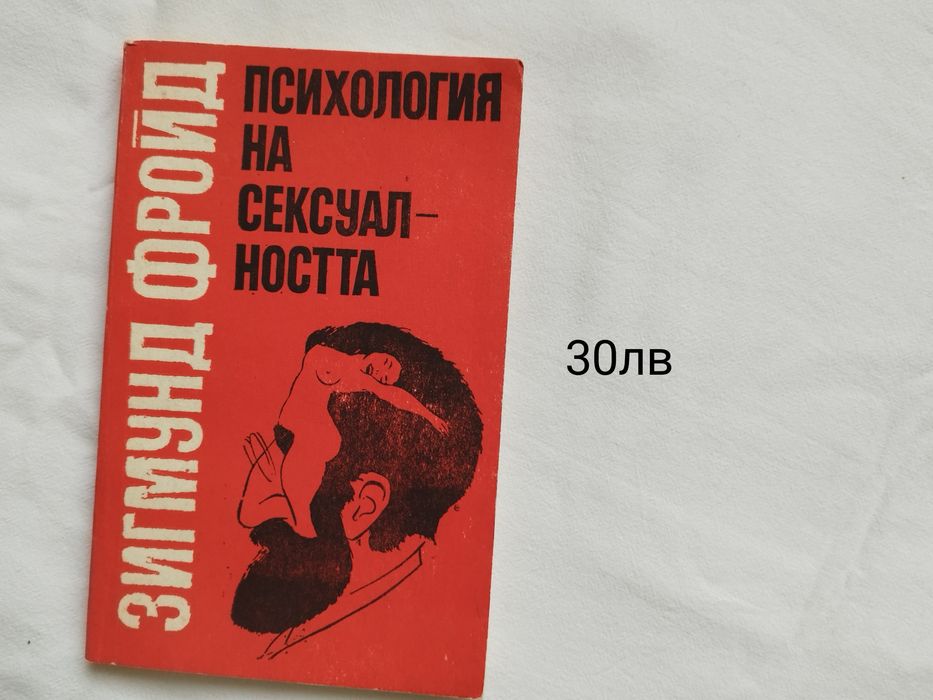 ЗИГМУНД ФРОЙД
ПСИХОЛОГИЯ
НА
СЕКСУАЛ-
НОСТТА
30лв